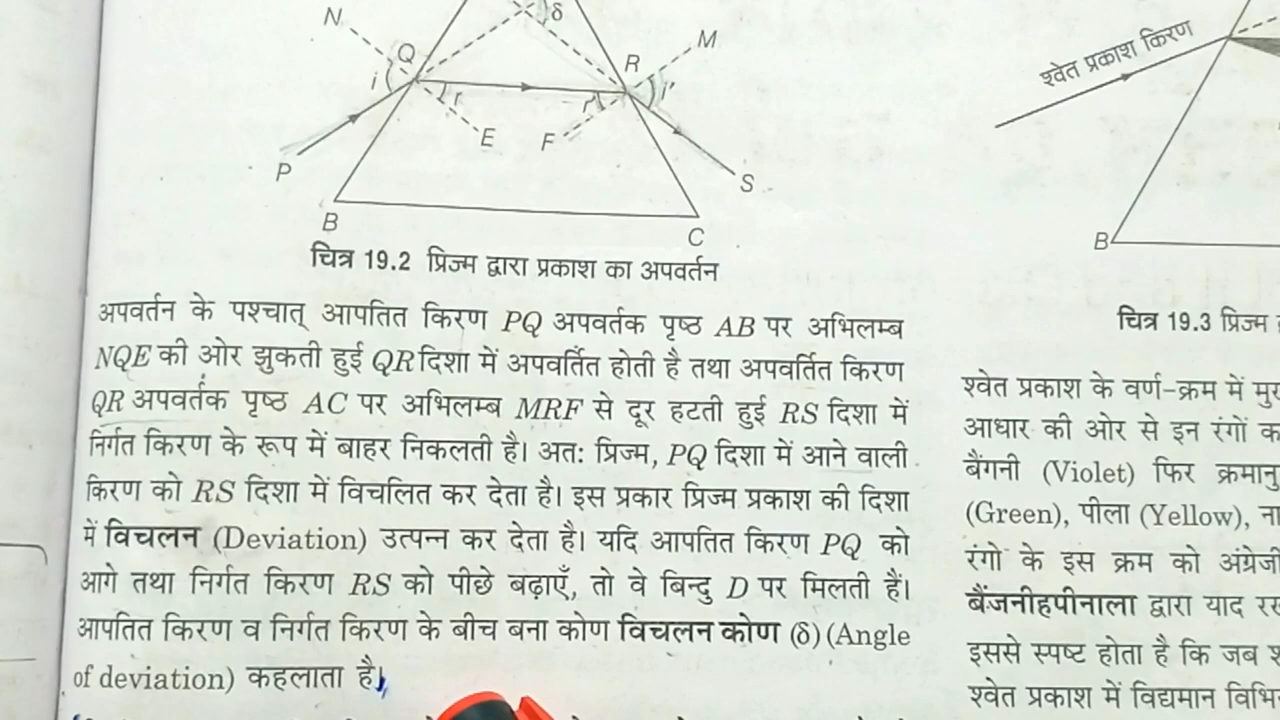 δ
N
M
Q
R
i
r
r'
i'
E
F
P
S
B
C
चित्र 19.2 प्रिज्म द्वारा प्रकाश का अपवर्तन
अपवर्तन के पश्चात् आपतित किरण PQ अपवर्तक पृष्ठ AB पर अभिलम्ब
NQE की ओर झुकती हुई QR दिशा में अपवर्तित होती है तथा अपवर्तित किरण
QR अपवर्तक पृष्ठ AC पर अभिलम्ब MRF से दूर हटती हुई RS दिशा में
निर्गत किरण के रूप में बाहर निकलती है। अत: प्रिज्म, PQ दिशा में आने वाली
किरण को RS दिशा में विचलित कर देता है। इस प्रकार प्रिज्म प्रकाश की दिशा
में विचलन (Deviation) उत्पन्न कर देता है। यदि आपतित किरण PQ को
आगे तथा निर्गत किरण RS को पीछे बढ़ाएँ, तो वे बिन्दु D पर मिलती हैं।
आपतित किरण व निर्गत किरण के बीच बना कोण विचलन कोण (δ) (Angle
of deviation) कहलाता है।
श्वेत प्रकाश किरण
B
चित्र 19.3 प्रिज्म
श्वेत प्रकाश के वर्ण-क्रम में
आधार की ओर से इन रंगों
बैंगनी (Violet) फिर
(Green), पीला (Yellow),
रंगो के इस क्रम को
बैंजनीहपीनाला द्वारा याद
इससे स्पष्ट होता है कि जब
श्वेत प्रकाश में विद्यमान